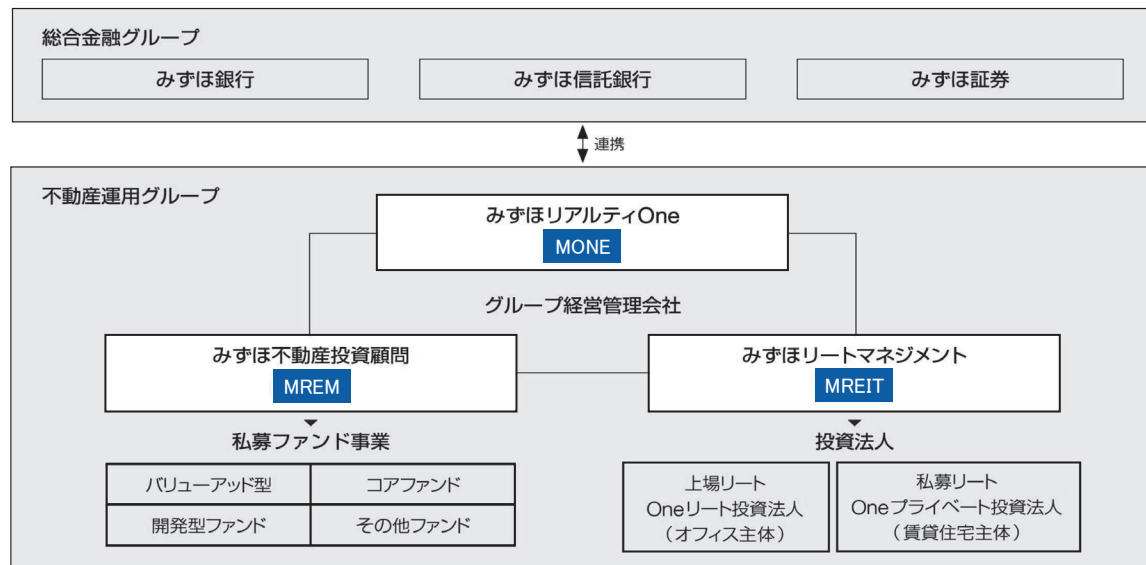 総合金融グループ
みずほ銀行
みずほ信託銀行
みずほ証券
連携
不動産運用グループ
みずほリアルティOne
MONE
グループ経営管理会社
みずほ不動産投資顧問
MREM
みずほリートマネジメント
MREIT
私募ファンド事業
バリューアッド型
コアファンド
開発型ファンド
その他ファンド
投資法人
上場リート
Oneリート投資法人
（オフィス主体）
私募リート
Oneプライベート投資法人
（賃貸住宅主体）